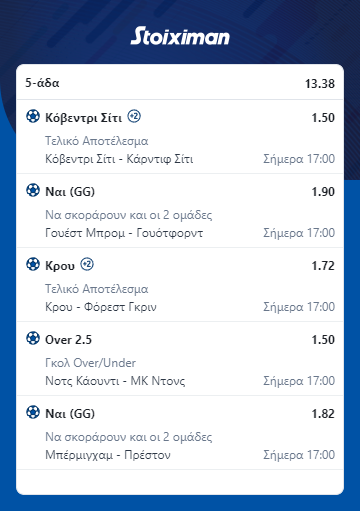 Stoiximan
5-άδα 13.38
Κόβεντρι Σίτι +2 1.50
Τελικό Αποτέλεσμα
Κόβεντρι Σίτι - Κάρντιφ Σίτι Σήμερα 17:00
Ναι (GG) 1.90
Να σκοράρουν και οι 2 ομάδες
Γουέστ Μπρομ - Γουότφορντ Σήμερα 17:00
Κρου +2 1.72
Τελικό Αποτέλεσμα
Κρου - Φόρεστ Γκριν Σήμερα 17:00
Over 2.5 1.50
Γκολ Over/Under
Νοτς Κάουντι - ΜΚ Ντονς Σήμερα 17:00
Ναι (GG) 1.82
Να σκοράρουν και οι 2 ομάδες
Μπέρμιγχαμ - Πρέστον Σήμερα 17:00